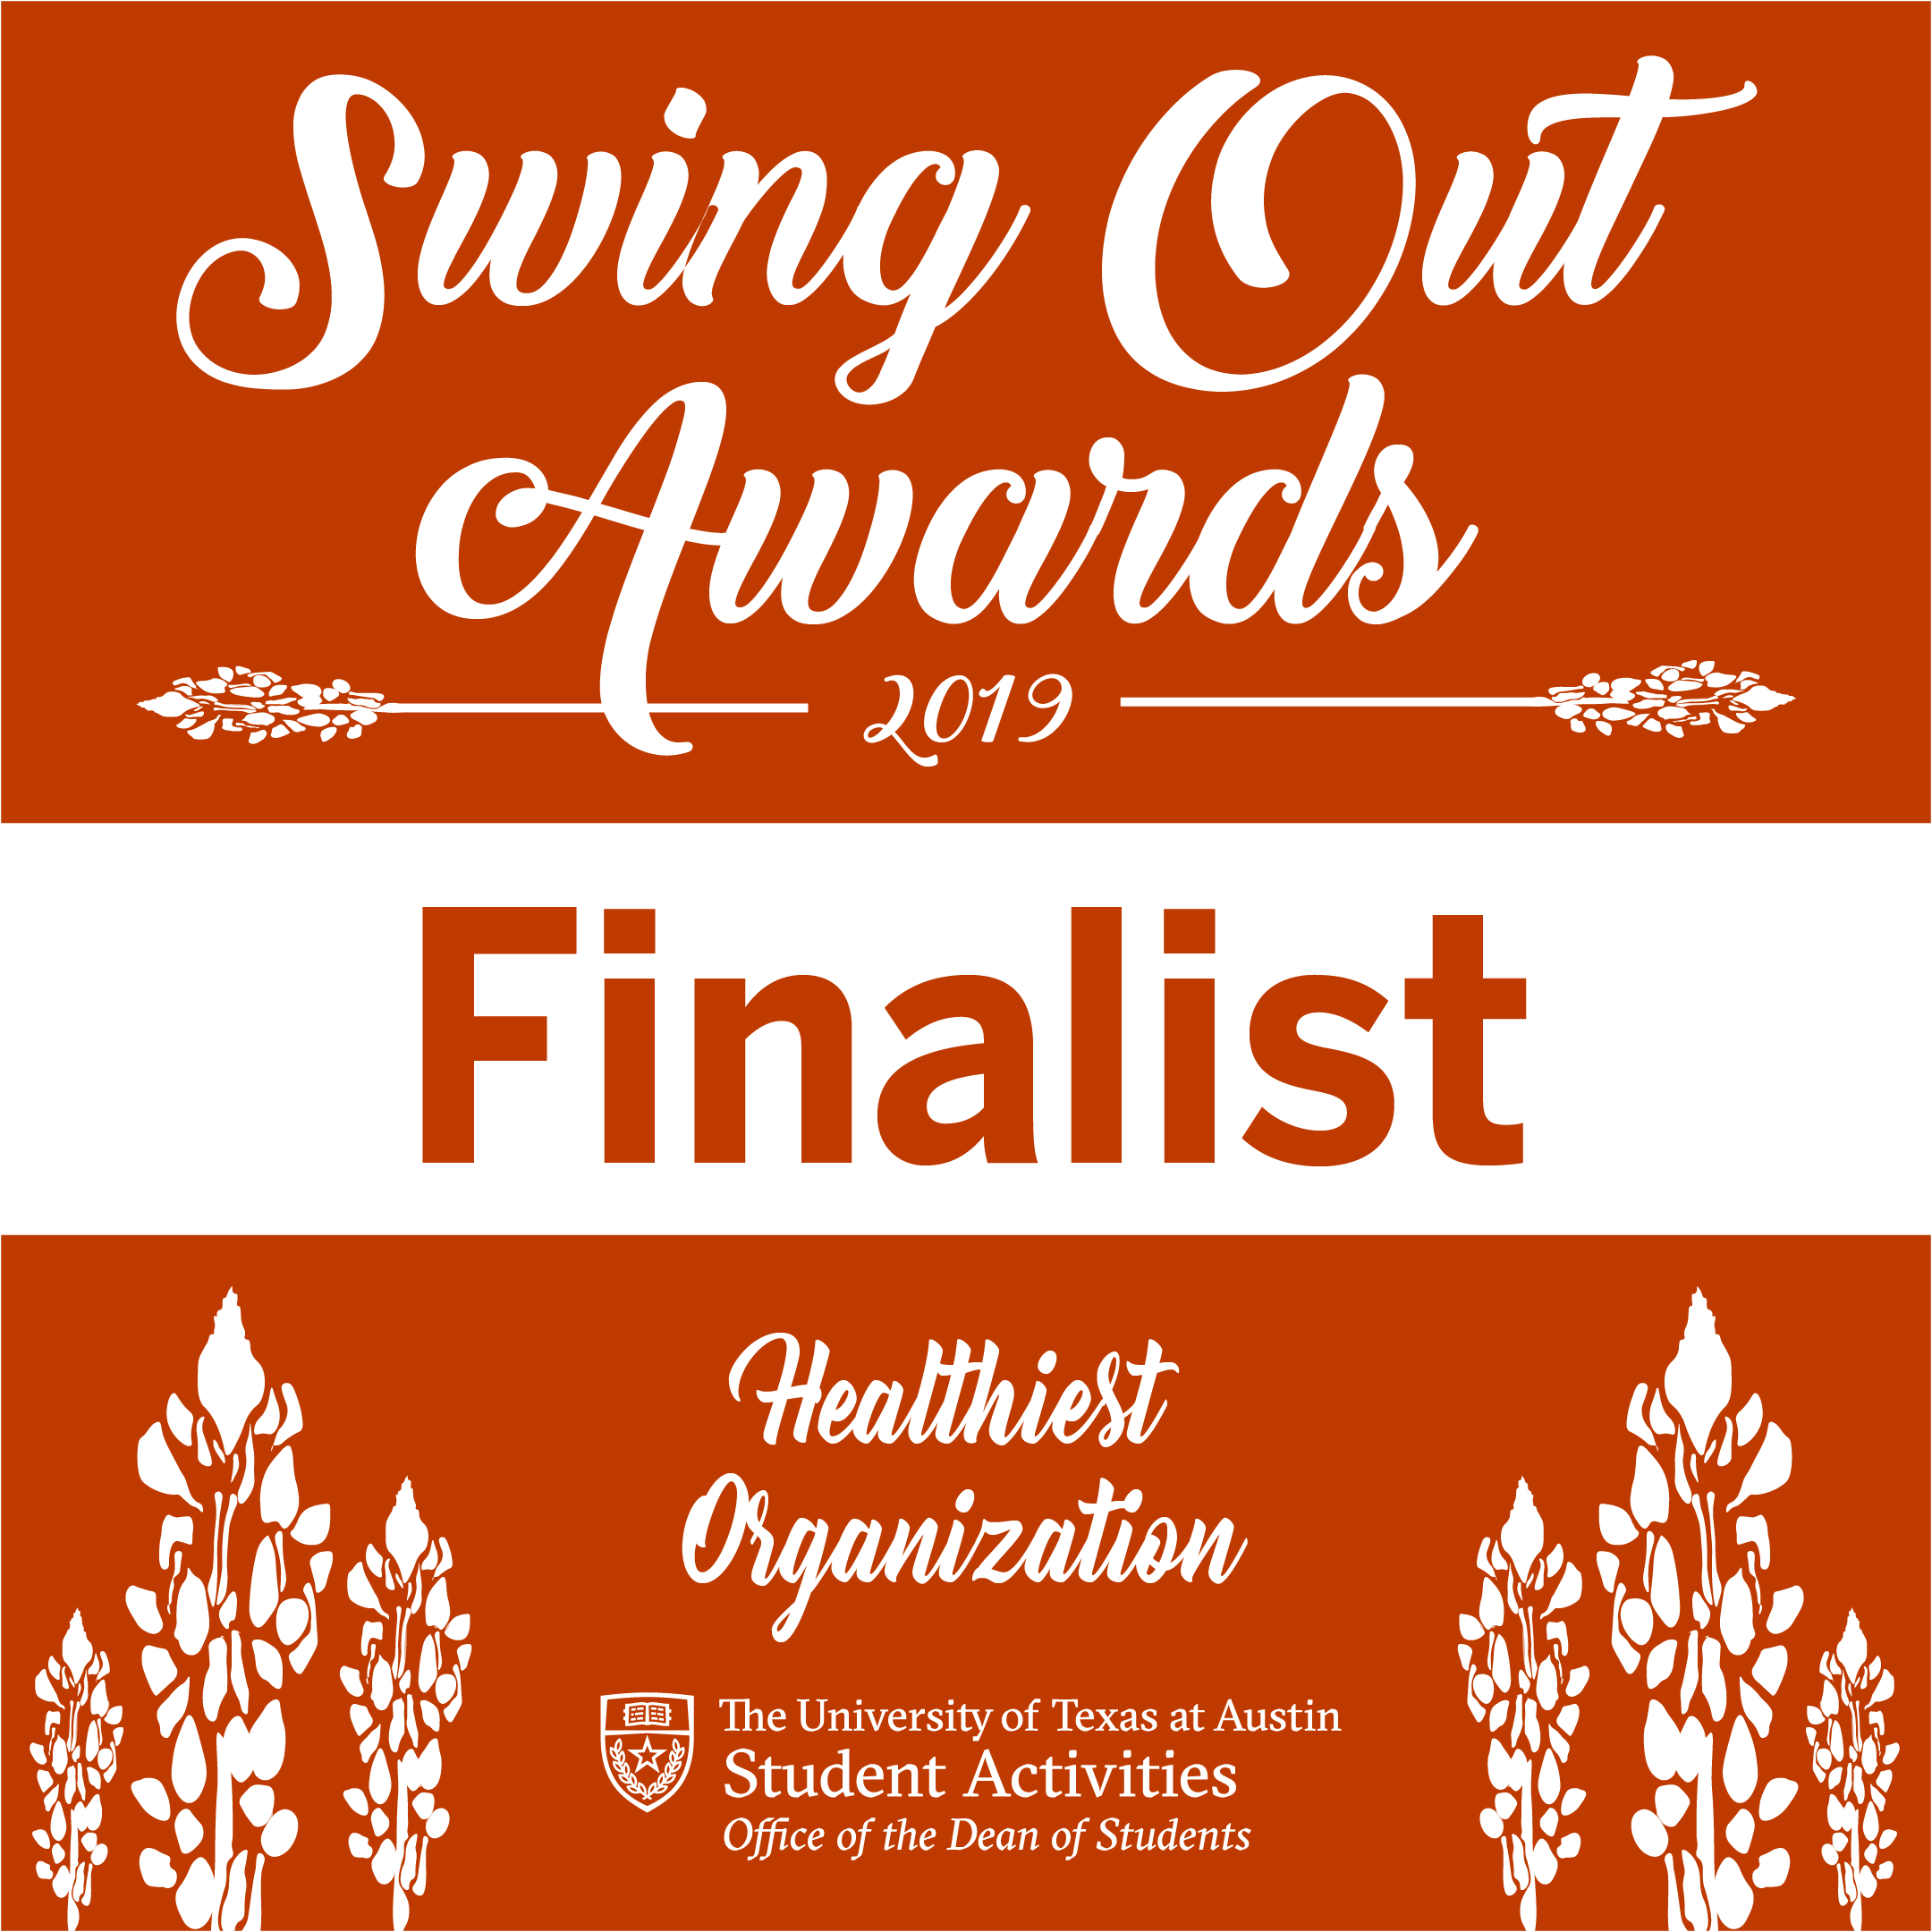 Swing Out
Awards
2019
Finalist
Healthiest
Organization
The University of Texas at Austin
Student Activities
Office of the Dean of Students